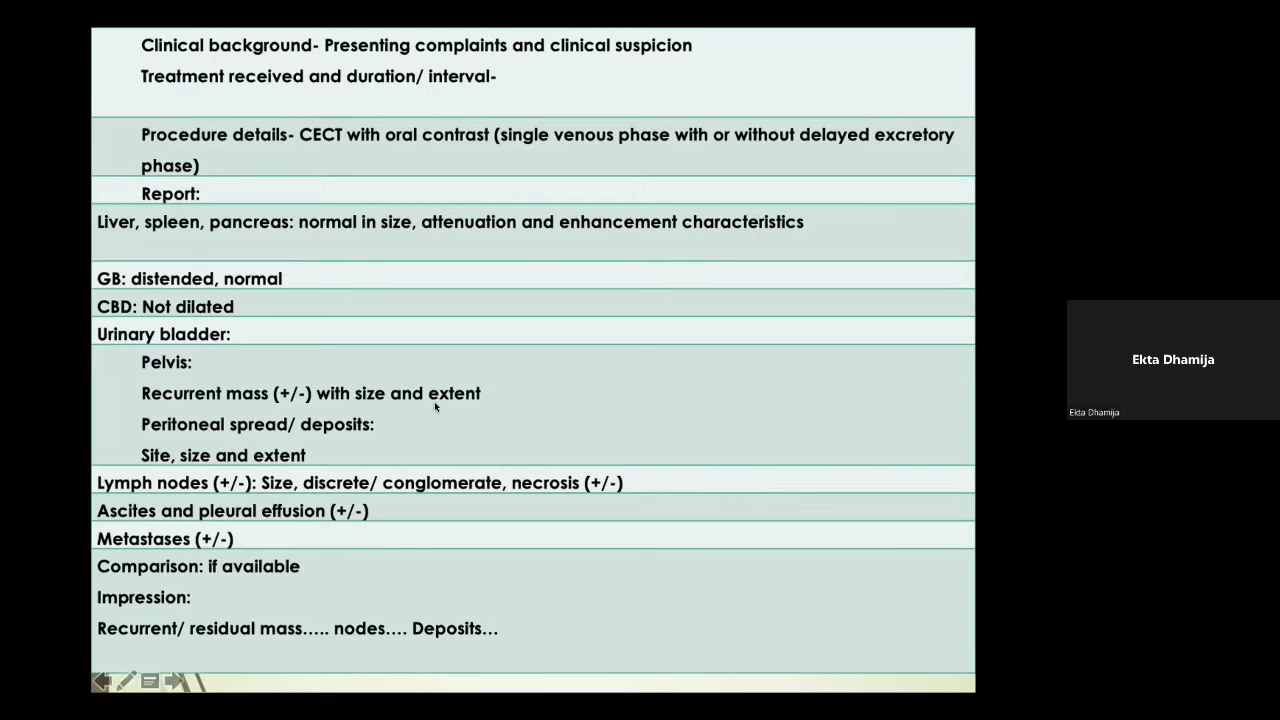 Clinical background- Presenting complaints and clinical suspicion
Treatment received and duration/ interval-
Procedure details- CECT with oral contrast (single venous phase with or without delayed excretory
phase)
Report:
Liver, spleen, pancreas: normal in size, attenuation and enhancement characteristics
GB: distended, normal
CBD: Not dilated
Urinary bladder:
Pelvis:
Recurrent mass (+/-) with size and extent
Peritoneal spread/ deposits:
Site, size and extent
Lymph nodes (+/-): Size, discrete/ conglomerate, necrosis (+/-)
Ascites and pleural effusion (+/-)
Metastases (+/-)
Comparison: if available
Impression:
Recurrent/ residual mass….. nodes…. Deposits…
Ekta Dhamija
Ekta Dhamija